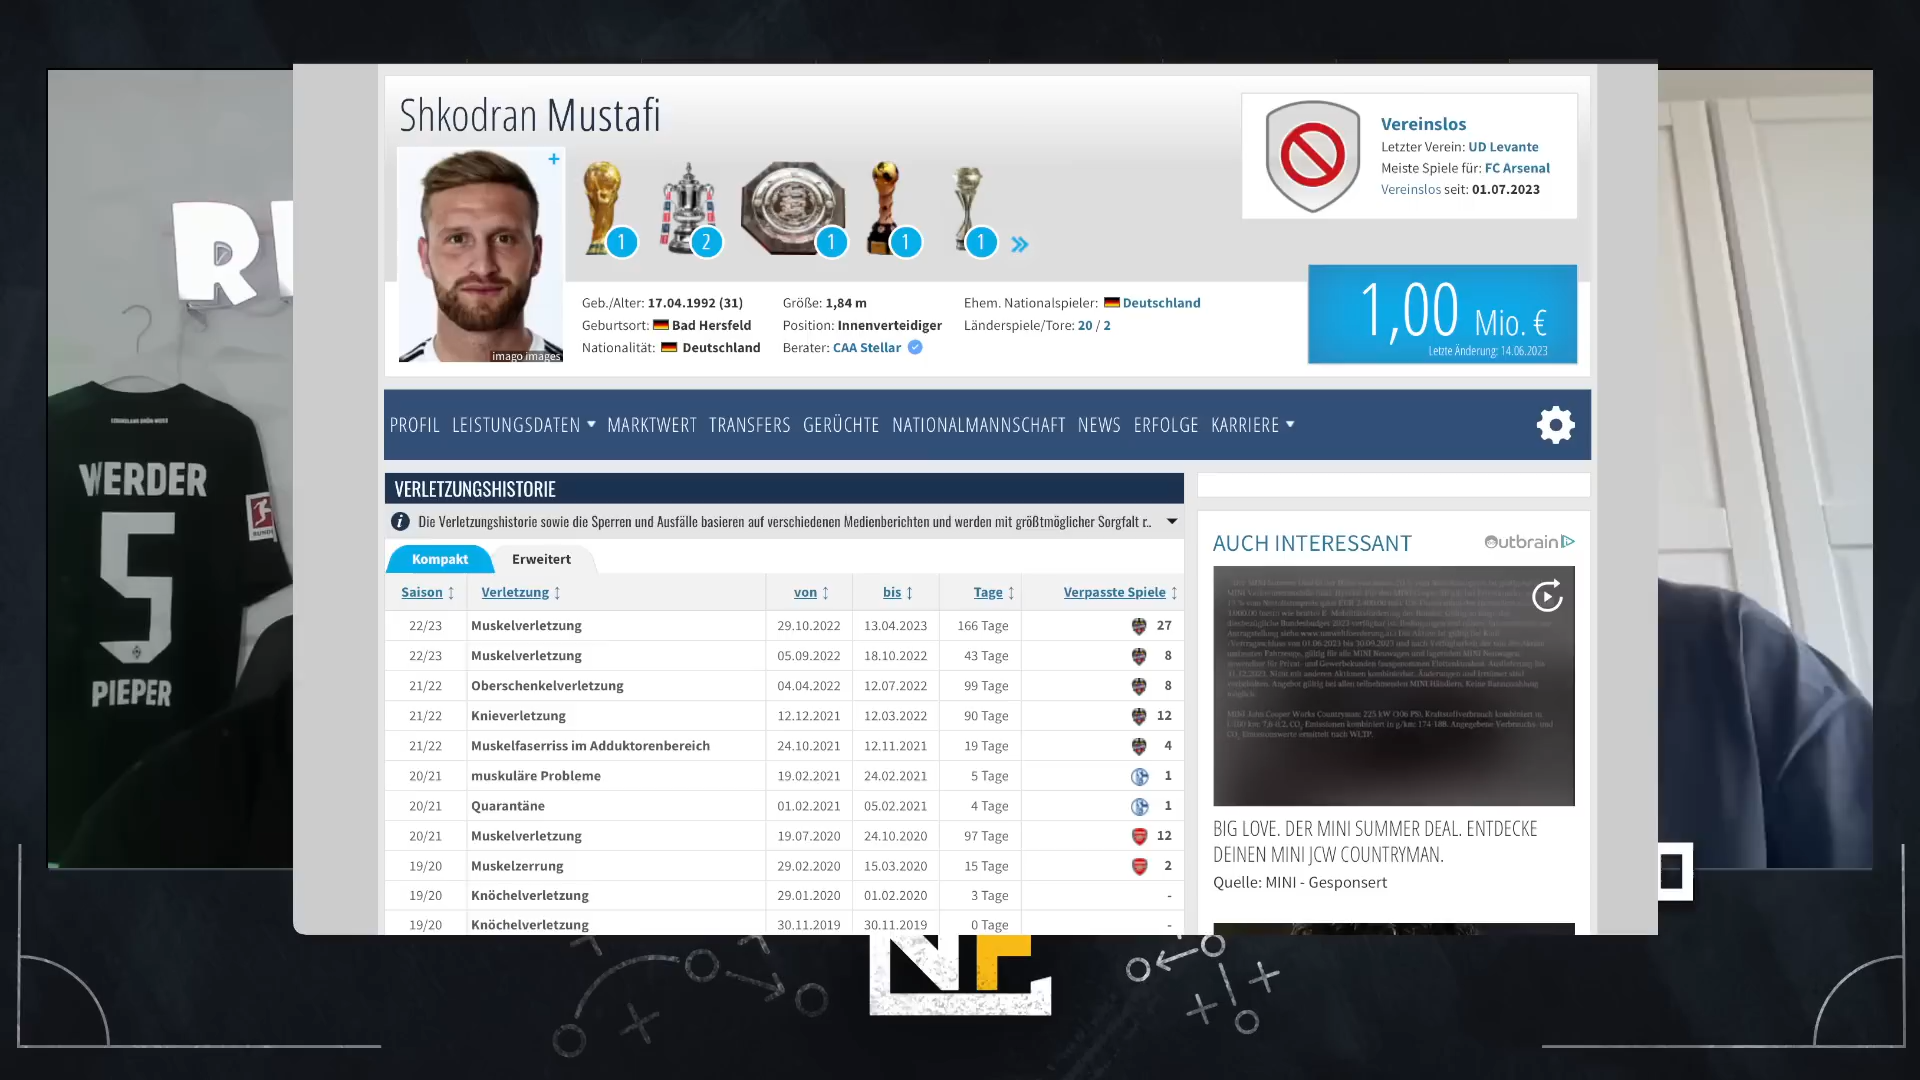 Shkodran Mustafi
Vereinslos
Letzter Verein: UD Levante
Meiste Spiele für: FC Arsenal
Vereinslos seit: 01.07.2023
+
1
2
1
1
1
imago images
Geb./Alter: 17.04.1992 (31)
Größe: 1,84 m
Ehem. Nationalspieler: Deutschland
Geburtsort: Bad Hersfeld
Position: Innenverteidiger
Länderspiele/Tore: 20 / 2
Nationalität: Deutschland
Berater: CAA Stellar
1,00 Mio. €
Letzte Änderung: 14.06.2023
PROFIL LEISTUNGSDATEN MARKTWERT TRANSFERS GERÜCHTE NATIONALMANNSCHAFT NEWS ERFOLGE KARRIERE
VERLETZUNGSHISTORIE
Die Verletzungshistorie sowie die Sperren und Ausfälle basieren auf verschiedenen Medienberichten und werden mit größtmöglicher Sorgfalt r..
Kompakt Erweitert
Saison Verletzung von bis Tage Verpasste Spiele
22/23 Muskelverletzung 29.10.2022 13.04.2023 166 Tage 27
22/23 Muskelverletzung 05.09.2022 18.10.2022 43 Tage 8
21/22 Oberschenkelverletzung 04.04.2022 12.07.2022 99 Tage 8
21/22 Knieverletzung 12.12.2021 12.03.2022 90 Tage 12
21/22 Muskelfaserriss im Adduktorenbereich 24.10.2021 12.11.2021 19 Tage 4
20/21 muskuläre Probleme 19.02.2021 24.02.2021 5 Tage 1
20/21 Quarantäne 01.02.2021 05.02.2021 4 Tage 1
20/21 Muskelverletzung 19.07.2020 24.10.2020 97 Tage 12
19/20 Muskelzerrung 29.02.2020 15.03.2020 15 Tage 2
19/20 Knöchelverletzung 29.01.2020 01.02.2020 3 Tage -
19/20 Knöchelverletzung 30.11.2019 30.11.2019 0 Tage -
AUCH INTERESSANT
Outbrain
BIG LOVE. DER MINI SUMMER DEAL. ENTDECKE
DEINEN MINI JCW COUNTRYMAN.
Quelle: MINI - Gesponsert
WERDER
5
PIEPER